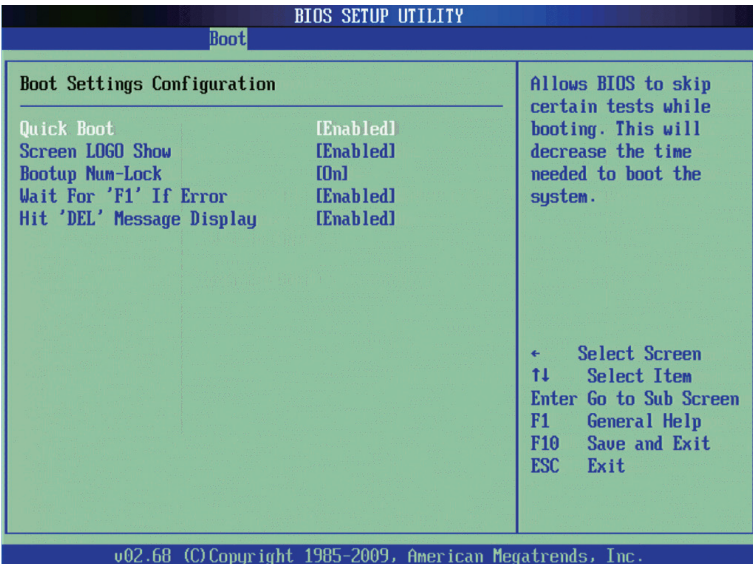 BIOS SETUP UTILITY
Boot
Boot Settings Configuration
Quick Boot [Enabled]
Screen LOGO Show [Enabled]
Bootup Num-Lock [On]
Wait For 'F1' If Error [Enabled]
Hit 'DEL' Message Display [Enabled]
Allows BIOS to skip
certain tests while
booting. This will
decrease the time
needed to boot the
system.
← Select Screen
↑↓ Select Item
Enter Go to Sub Screen
F1 General Help
F10 Save and Exit
ESC Exit
v02.68 (C)Copyright 1985-2009, American Megatrends, Inc.